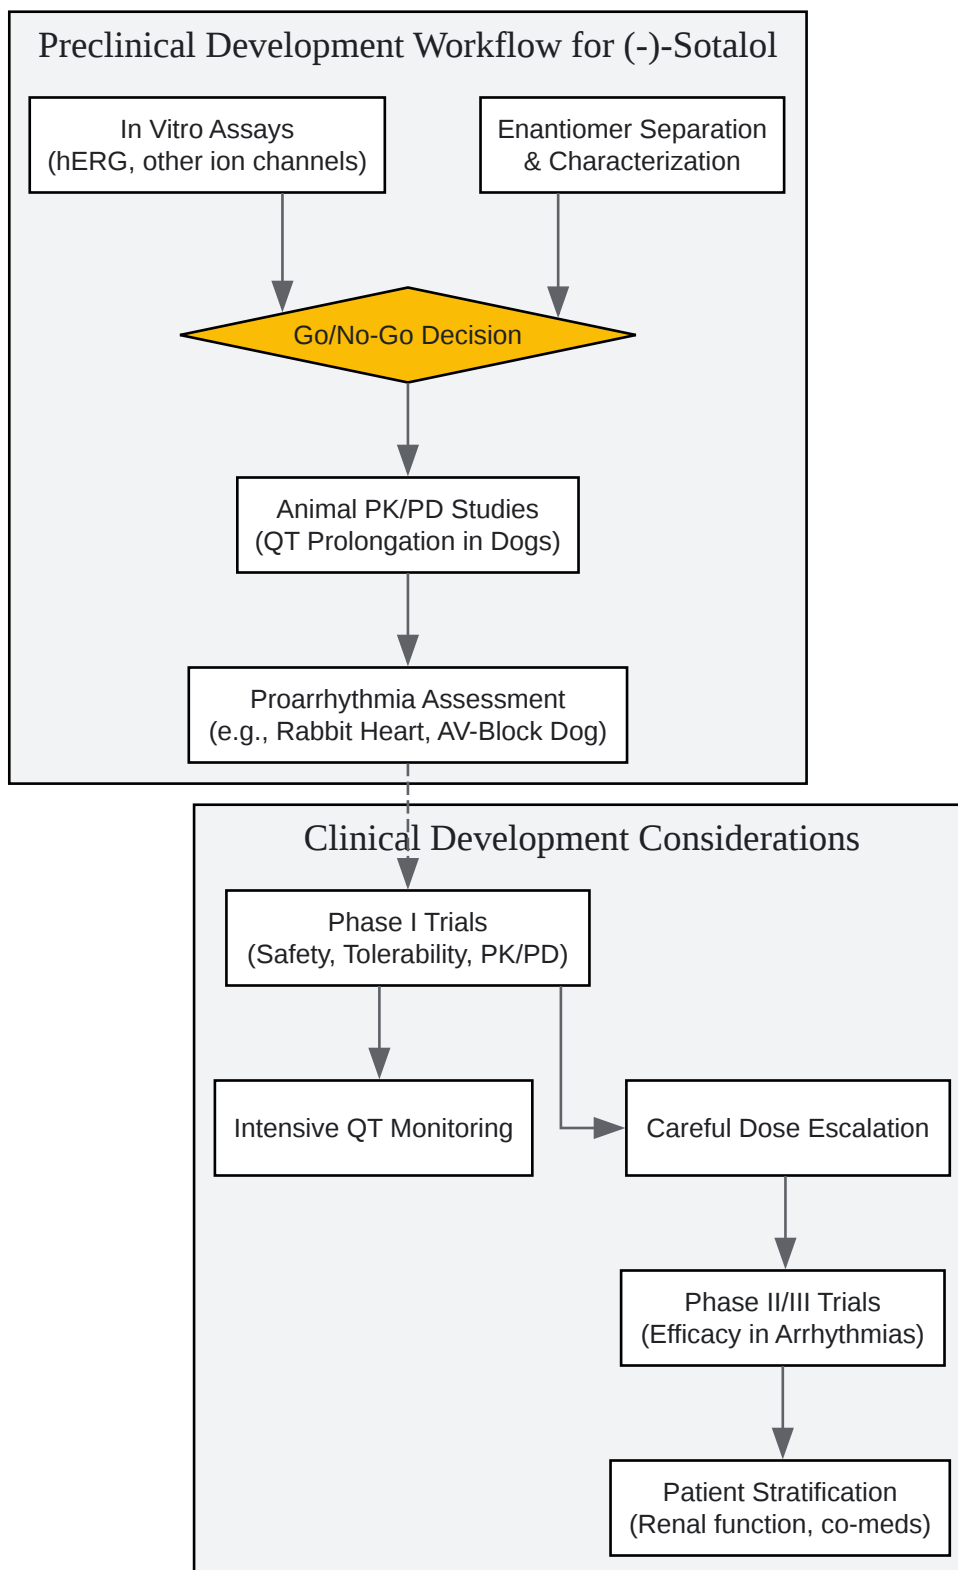 Preclinical Development Workflow for (-)-Sotalol
In Vitro Assays
(hERG, other ion channels)
Enantiomer Separation
& Characterization
Go/No-Go Decision
Animal PK/PD Studies
(QT Prolongation in Dogs)
Proarrhythmia Assessment
(e.g., Rabbit Heart, AV-Block Dog)
Clinical Development Considerations
Phase I Trials
(Safety, Tolerability, PK/PD)
Intensive QT Monitoring
Careful Dose Escalation
Phase II/III Trials
(Efficacy in Arrhythmias)
Patient Stratification
(Renal function, co-meds)